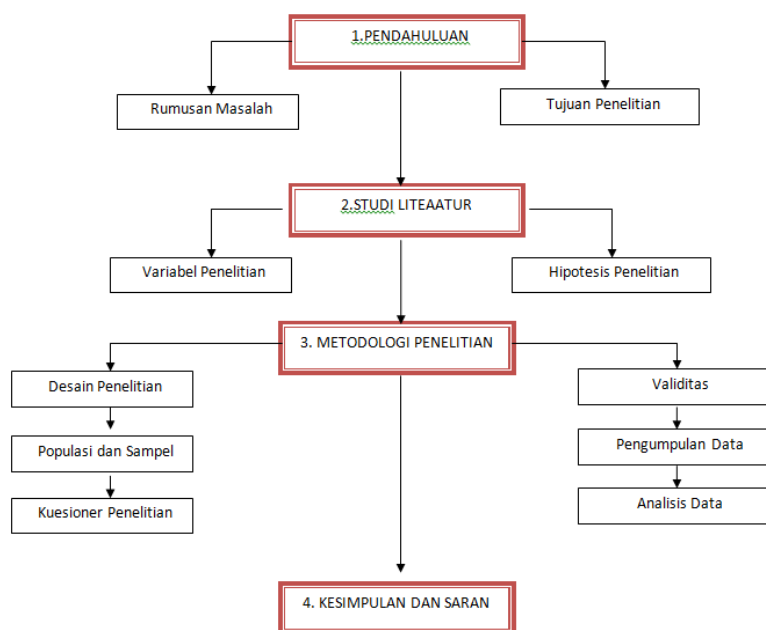 1.PENDAHULUAN
Rumusan Masalah
Tujuan Penelitian
2.STUDI LITEAATUR
Variabel Penelitian
Hipotesis Penelitian
3. METODOLOGI PENELITIAN
Desain Penelitian
Validitas
Populasi dan Sampel
Pengumpulan Data
Kuesioner Penelitian
Analisis Data
4. KESIMPULAN DAN SARAN